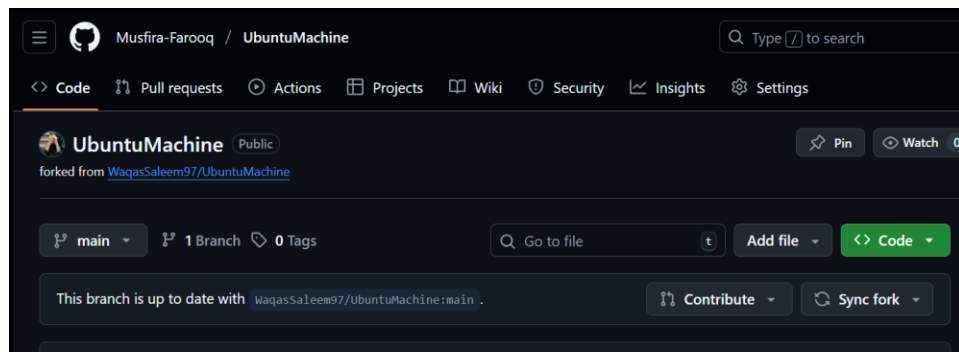 Musfira-Farooq / UbuntuMachine
Type / to search
Code Pull requests Actions Projects Wiki Security Insights Settings
UbuntuMachine Public
Pin Watch 0
forked from WaqasSaleem97/UbuntuMachine
main 1 Branch 0 Tags
Go to file t Add file Code
This branch is up to date with WaqasSaleem97/UbuntuMachine:main .
Contribute Sync fork